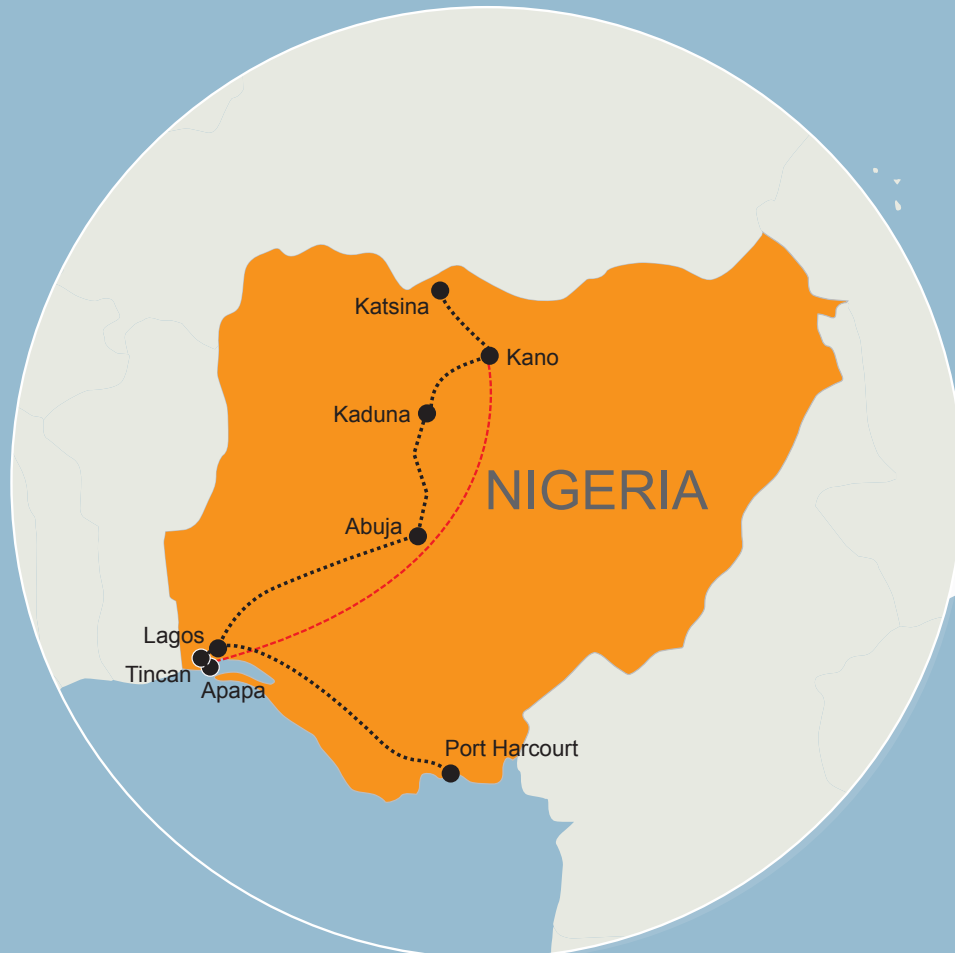 Katsina
Kano
Kaduna
NIGERIA
Abuja
Lagos
Tincan
Apapa
Port Harcourt